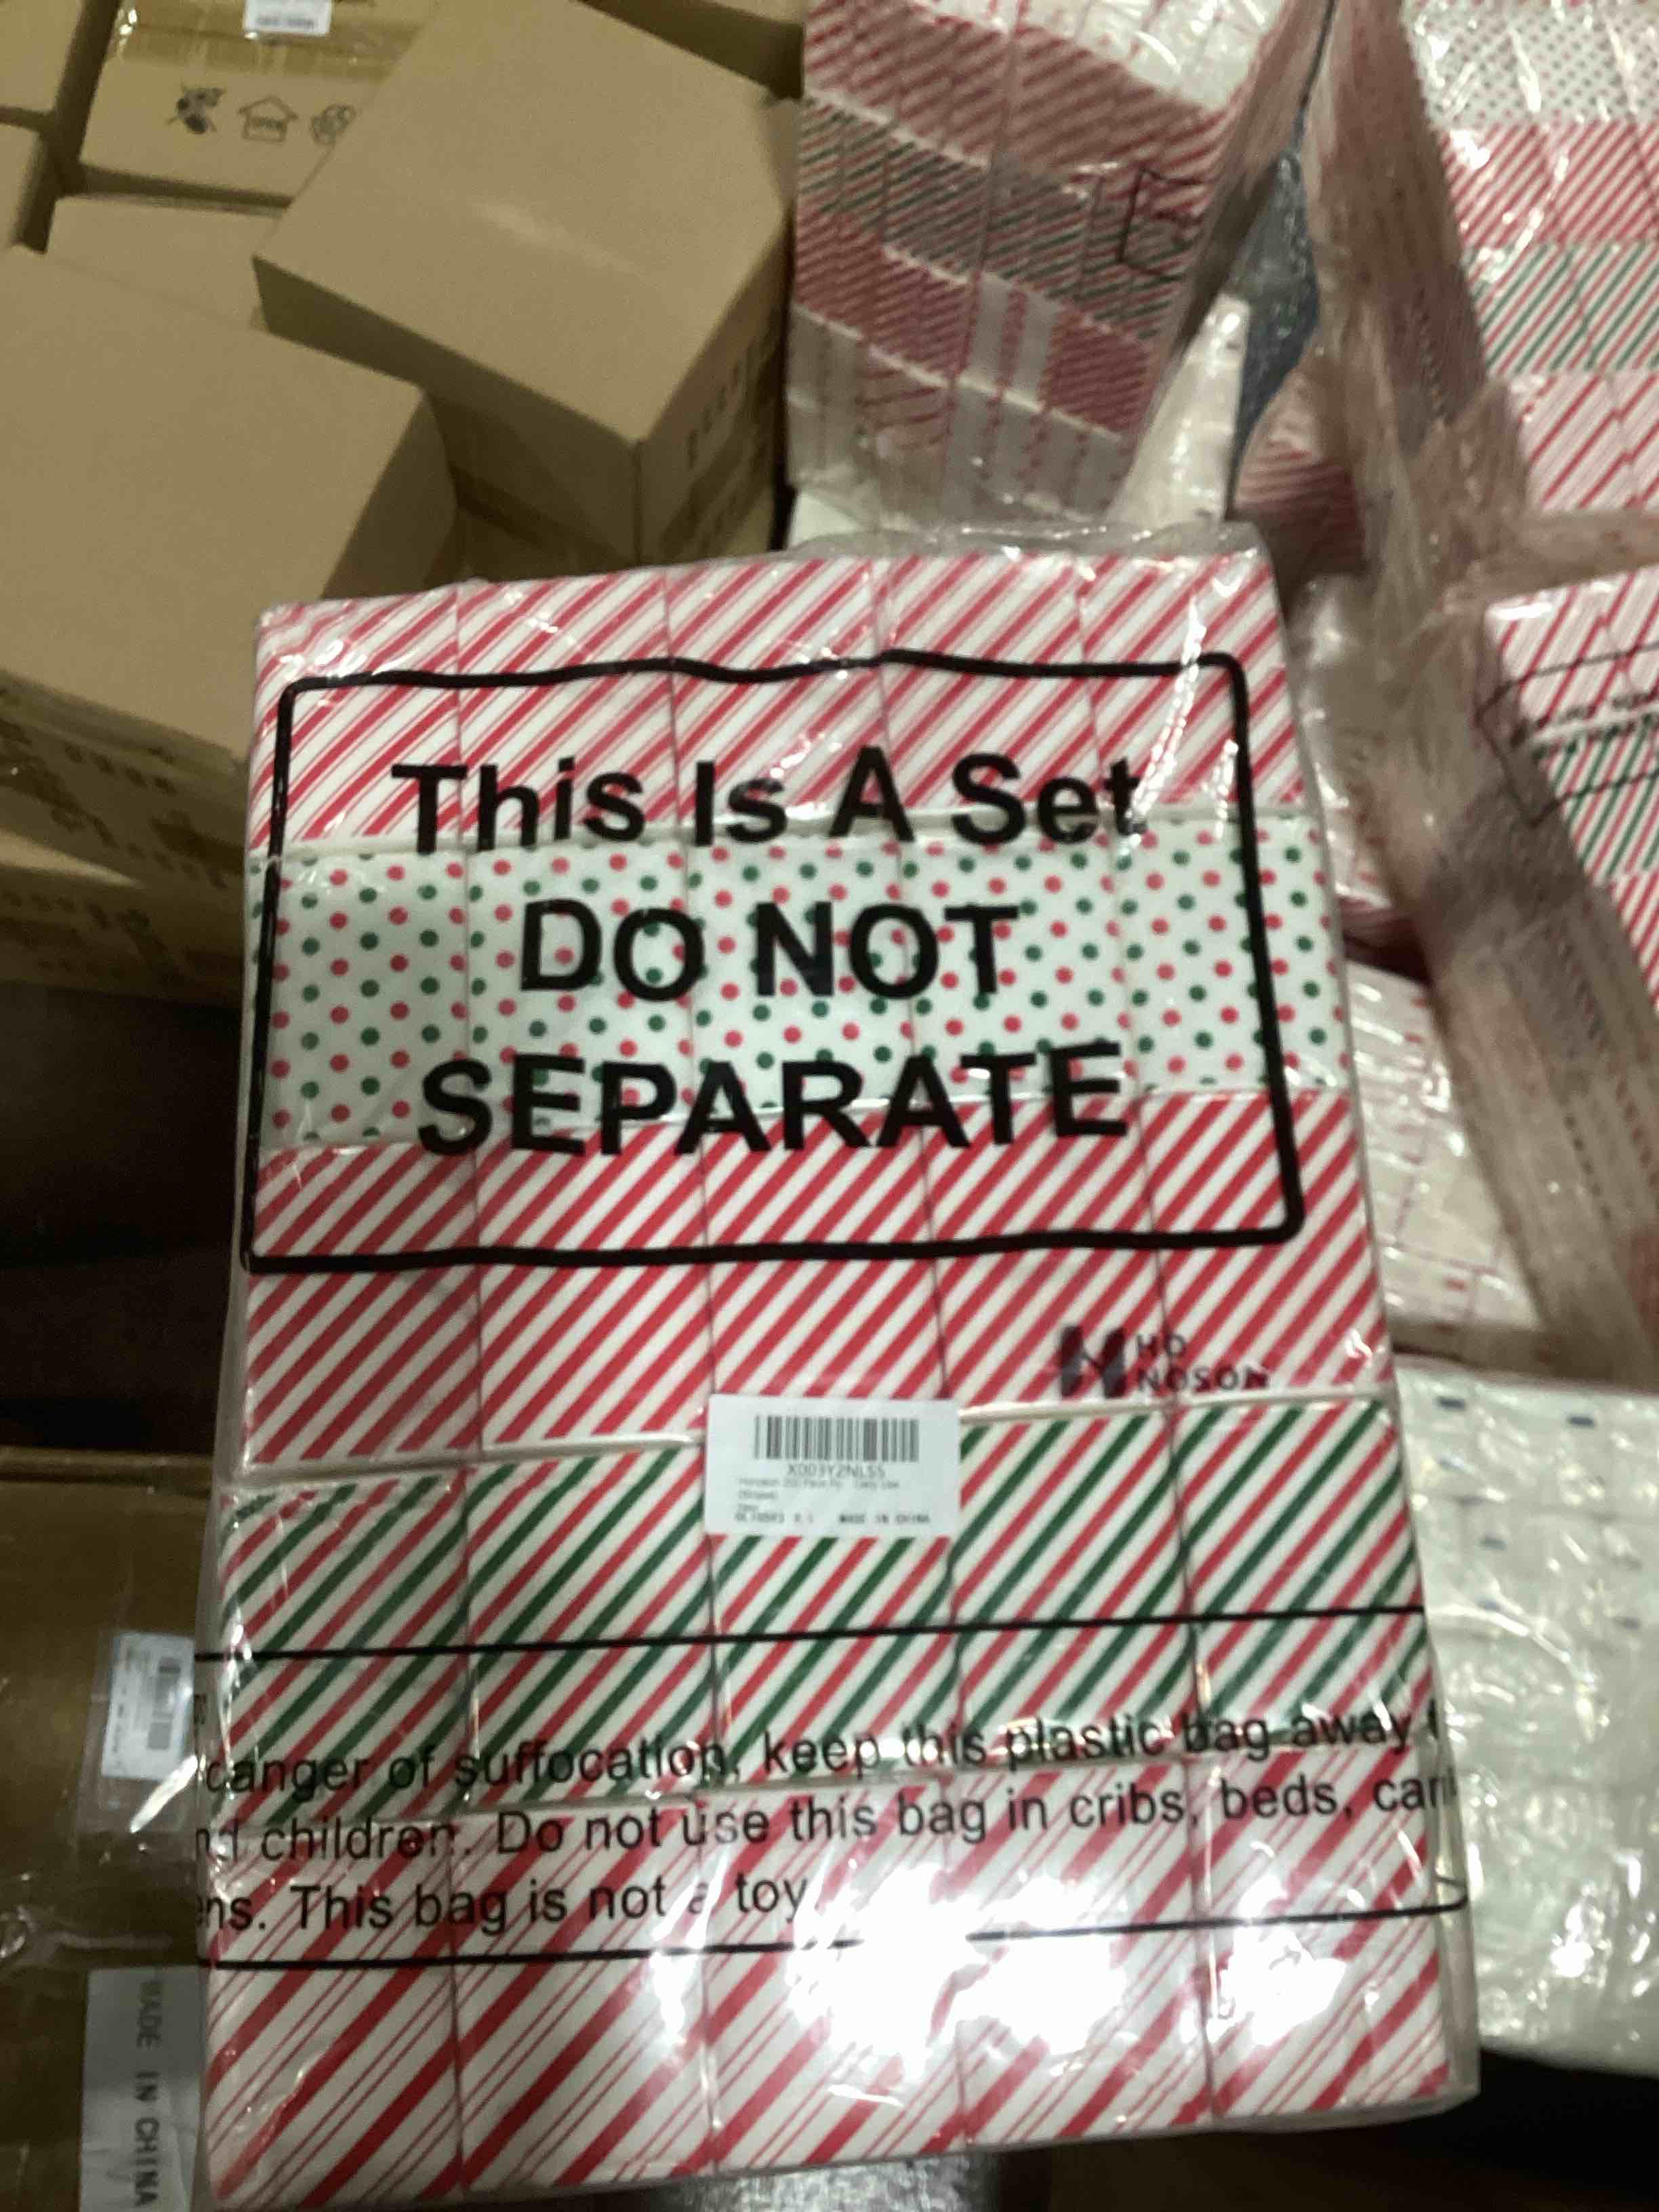 This Is A Set
DO NOT
SEPARATE
HO
NOSON
X003Y2NLS5
MADE IN CHINA
danger of suffocation, keep this plastic bag away
children. Do not use this bag in cribs, beds,
This bag is not a toy.
MADE IN CHINA